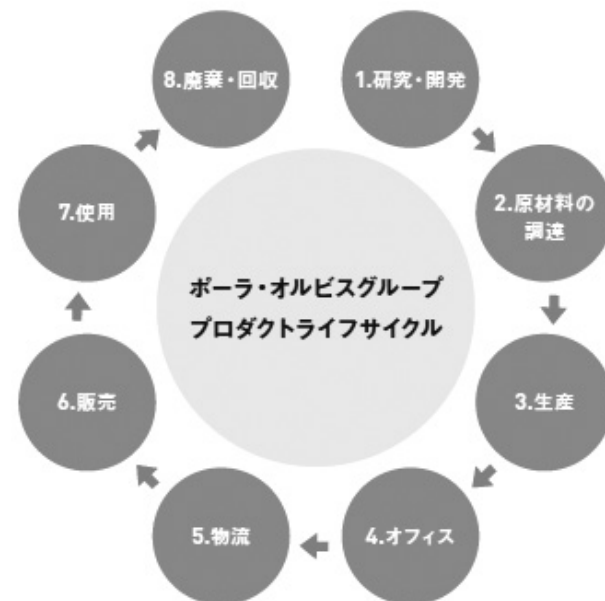 ポーラ・オルビスグループ
プロダクトライフサイクル
1.研究・開発
2.原材料の
調達
3.生産
4.オフィス
5.物流
6.販売
7.使用
8.廃棄・回収